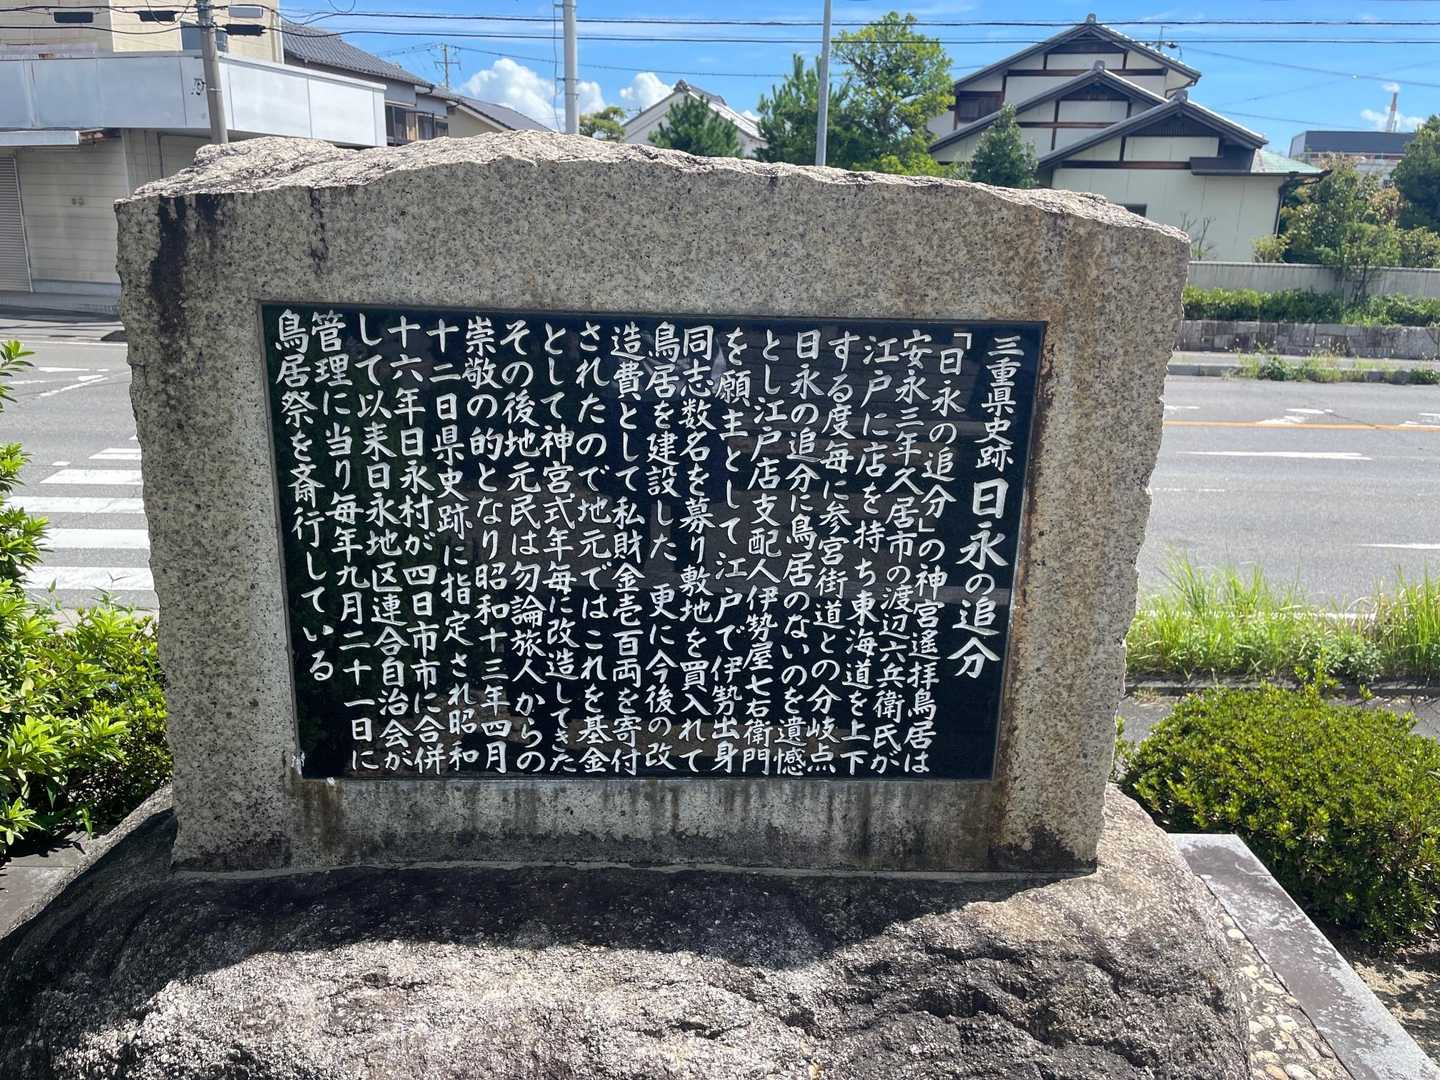 三重県史跡 日永の追分
「日永の追分」の神宮遙拝鳥居は
安永三年久居市の渡辺六兵衛氏が
江戸に店を持ち東海道を上下
する度毎に参宮街道との分岐点
日永の追分に鳥居のないのを遺憾
とし江戸店支配人伊勢屋七右衛門
を願主として江戸で伊勢出身
同志数名を募り敷地を買入れて
鳥居を建設した 更に今後の改
造費として私財金壱百両を寄付
されたので地元ではこれを基金
として神宮式年毎に改造してきた
その後地元民は勿論旅人からの
崇敬の的となり昭和十三年四月
十二日県史跡に指定され昭和
十六年日永村が四日市市に合併
して以来日永地区連合自治会が
管理に当り毎年九月二十一日に
鳥居祭を斎行している